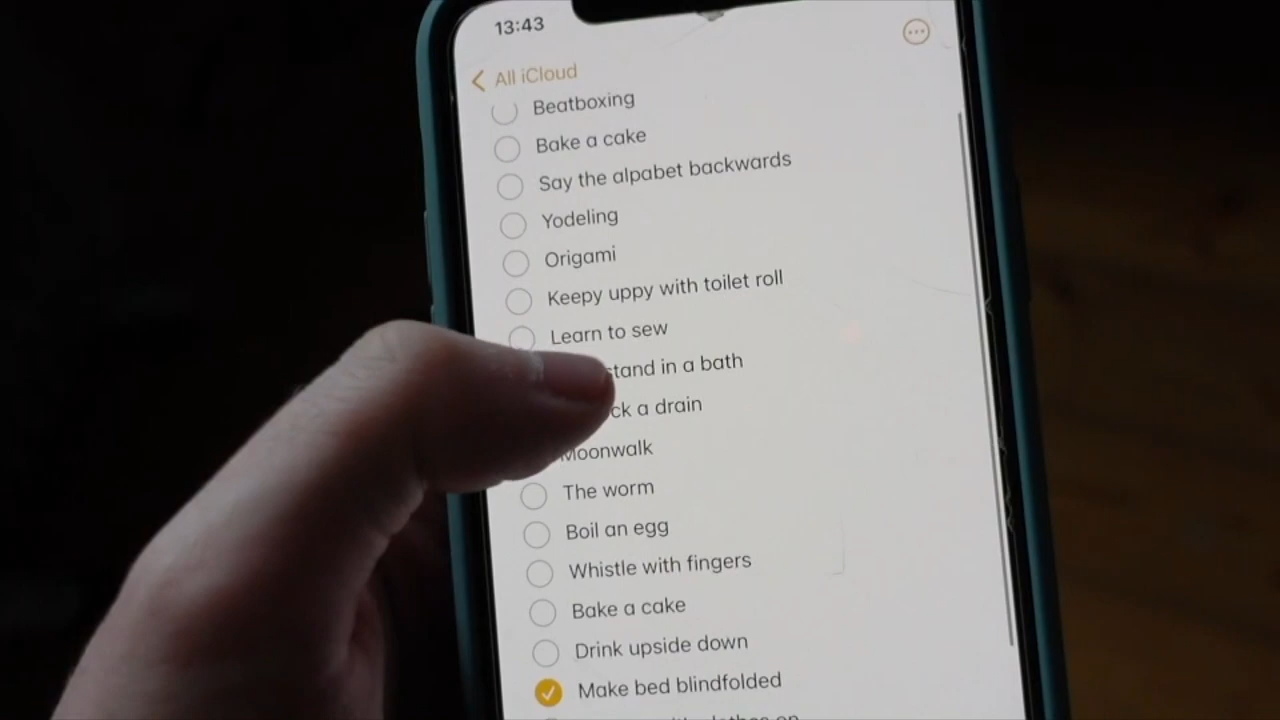 13:43
All iCloud
Beatboxing
Bake a cake
Say the alpabet backwards
Yodeling
Origami
Keepy uppy with toilet roll
Learn to sew
stand in a bath
ck a drain
Moonwalk
The worm
Boil an egg
Whistle with fingers
Bake a cake
Drink upside down
Make bed blindfolded